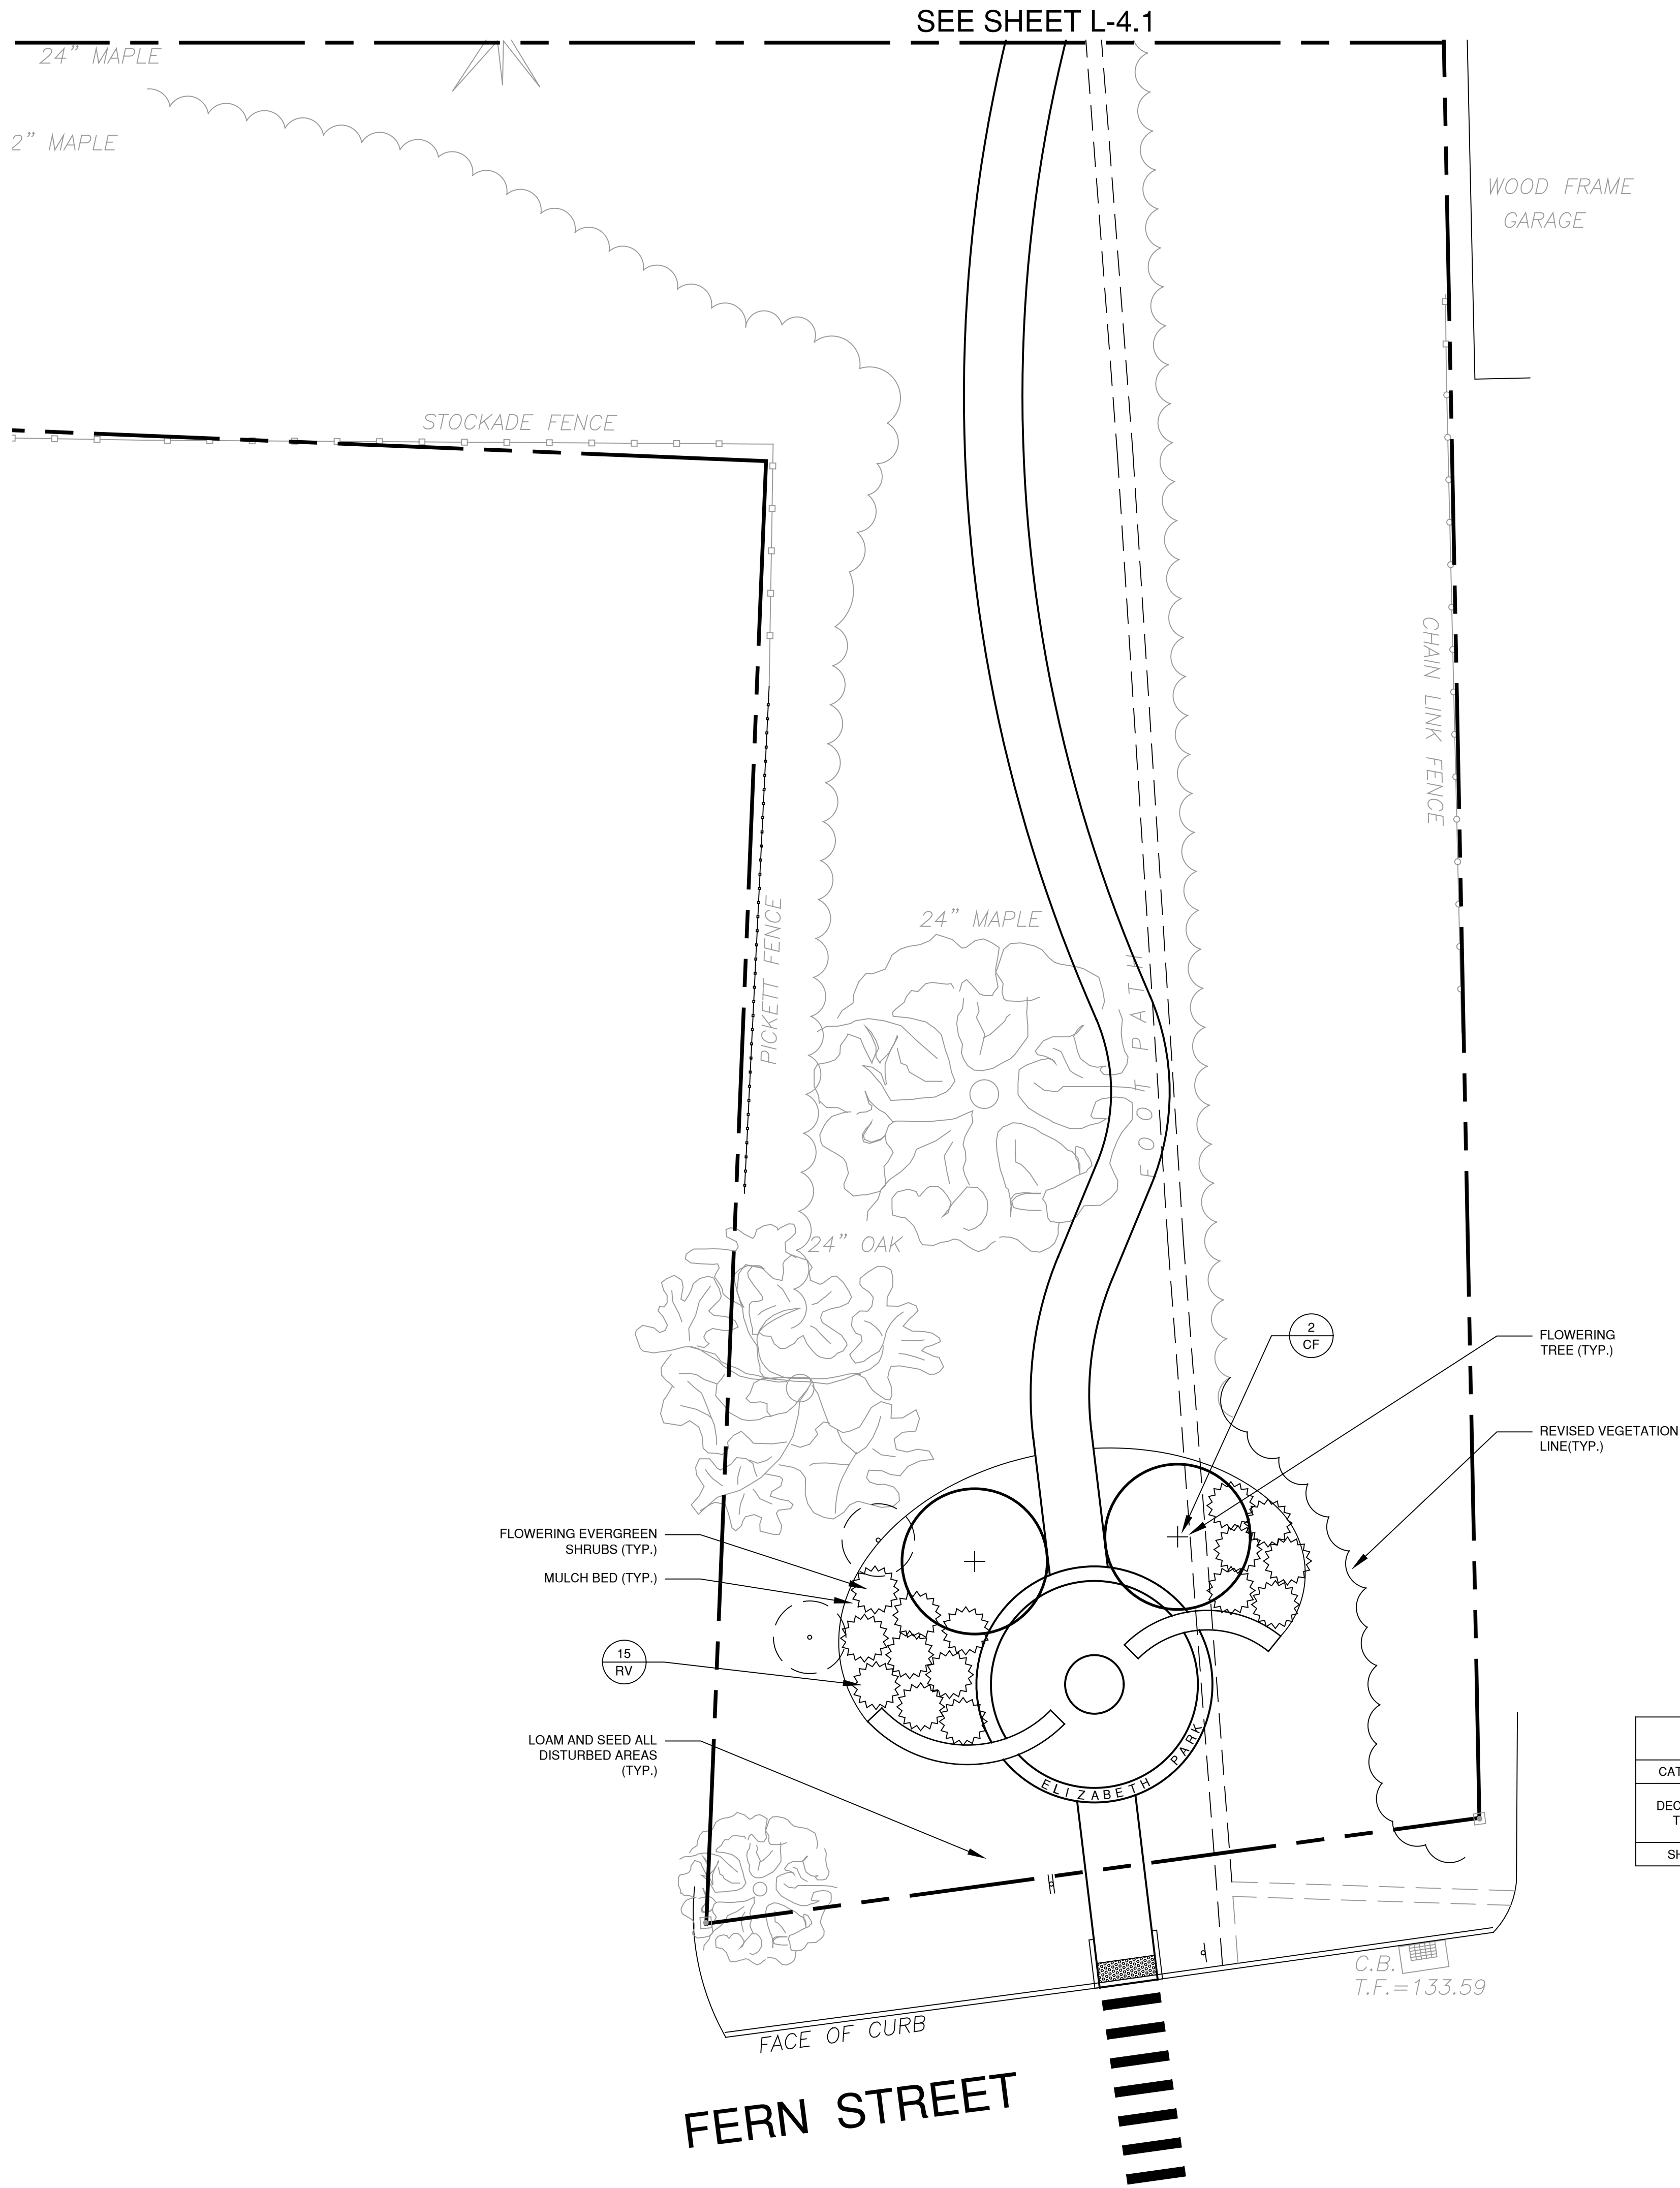 SEE SHEET L-4.1
24” MAPLE
2” MAPLE
WOOD FRAME
GARAGE
STOCKADE FENCE
CHAIN LINK FENCE
24” MAPLE
PICKETT FENCE
FOOT PATH
24” OAK
2
CF
FLOWERING
TREE (TYP.)
REVISED VEGETATION
LINE(TYP.)
FLOWERING EVERGREEN
SHRUBS (TYP.)
MULCH BED (TYP.)
15
RV
LOAM AND SEED ALL
DISTURBED AREAS
(TYP.)
ELIZABETH PARK
CAT
DEC
T
SH
C.B.
T.F.=133.59
FACE OF CURB
FERN STREET